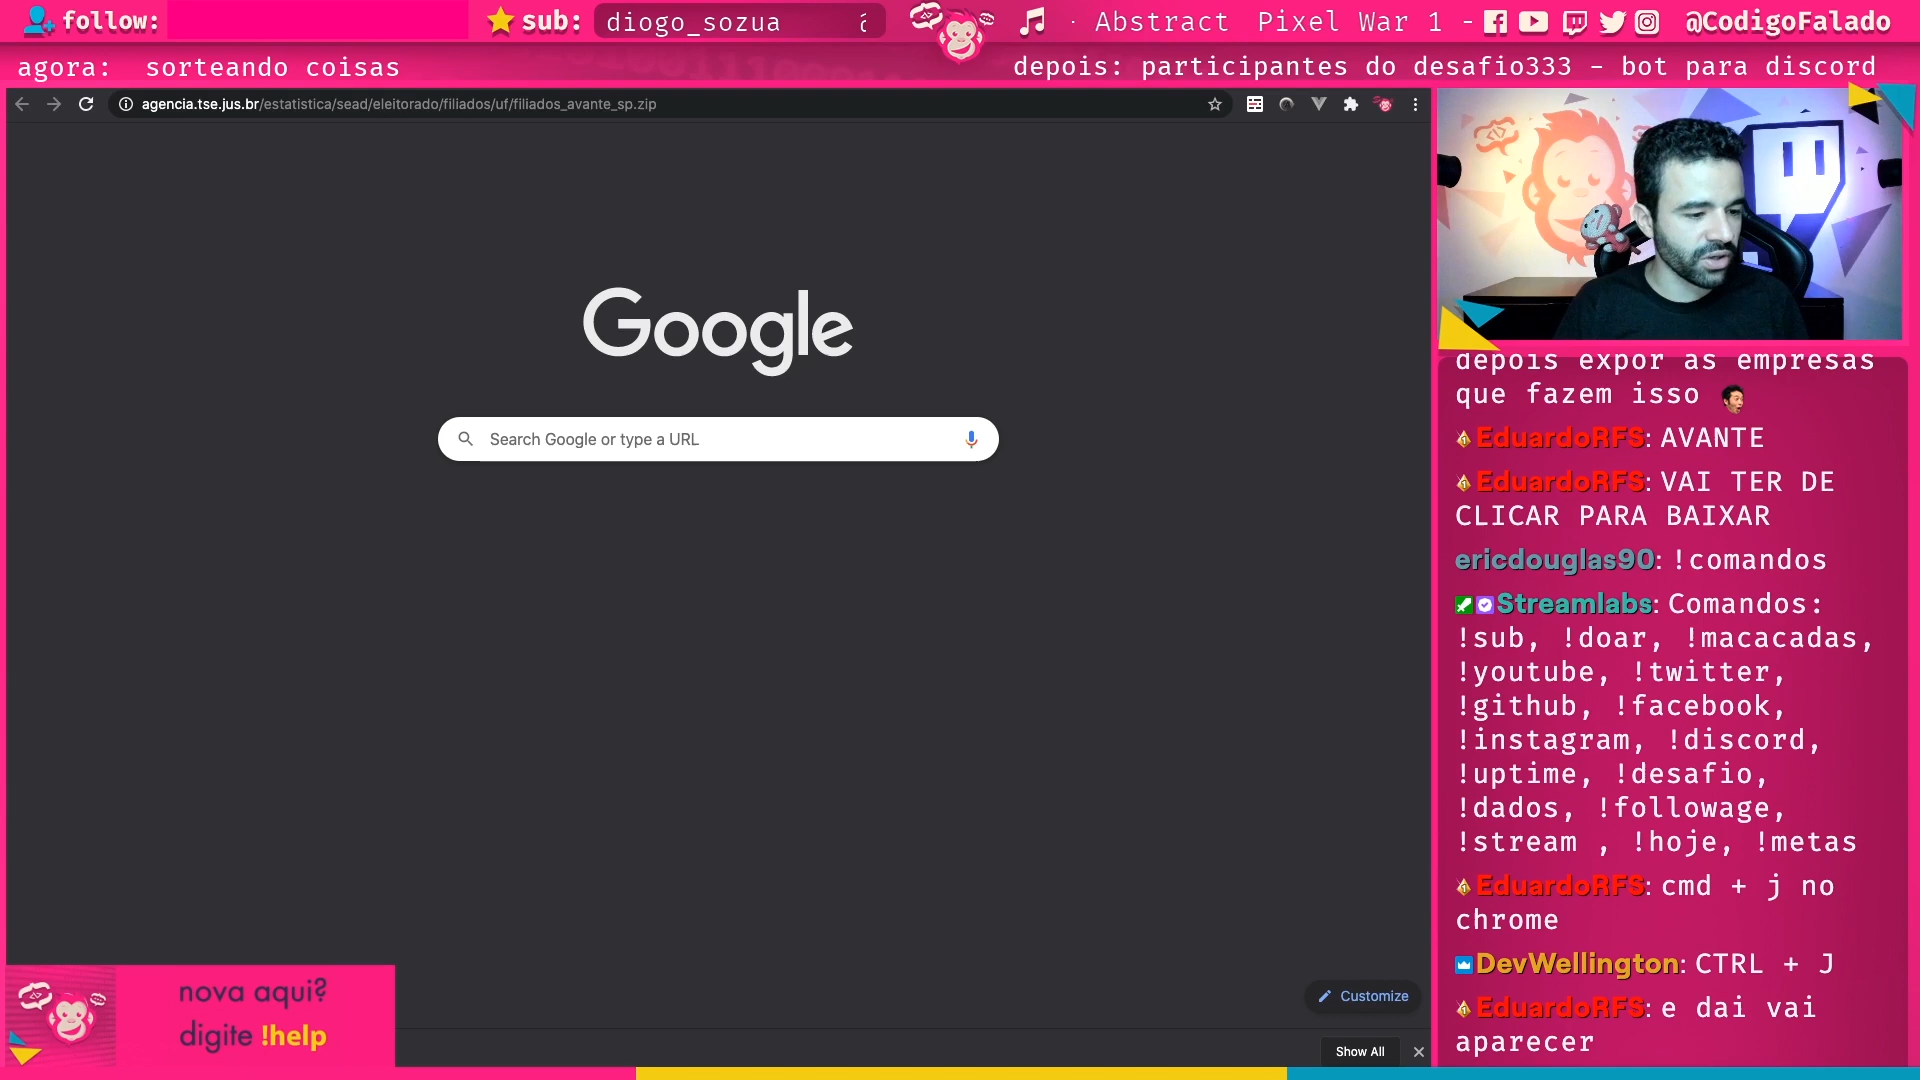 follow:
sub: diogo_sozua
· Abstract Pixel War 1 -
@CodigoFalado
agora: sorteando coisas
depois: participantes do desafio333 - bot para discord
agencia.tse.jus.br/estatistica/sead/eleitorado/filiados/uf/filiados_avante_sp.zip
Google
Search Google or type a URL
Customize
Show All
nova aqui?
digite !help
depois expor as empresas
que fazem isso
EduardoRFS: AVANTE
EduardoRFS: VAI TER DE
CLICAR PARA BAIXAR
ericdouglas90: !comandos
Streamlabs: Comandos:
!sub, !doar, !macacadas,
!youtube, !twitter,
!github, !facebook,
!instagram, !discord,
!uptime, !desafio,
!dados, !followage,
!stream , !hoje, !metas
EduardoRFS: cmd + j no
chrome
DevWellington: CTRL + J
EduardoRFS: e dai vai
aparecer